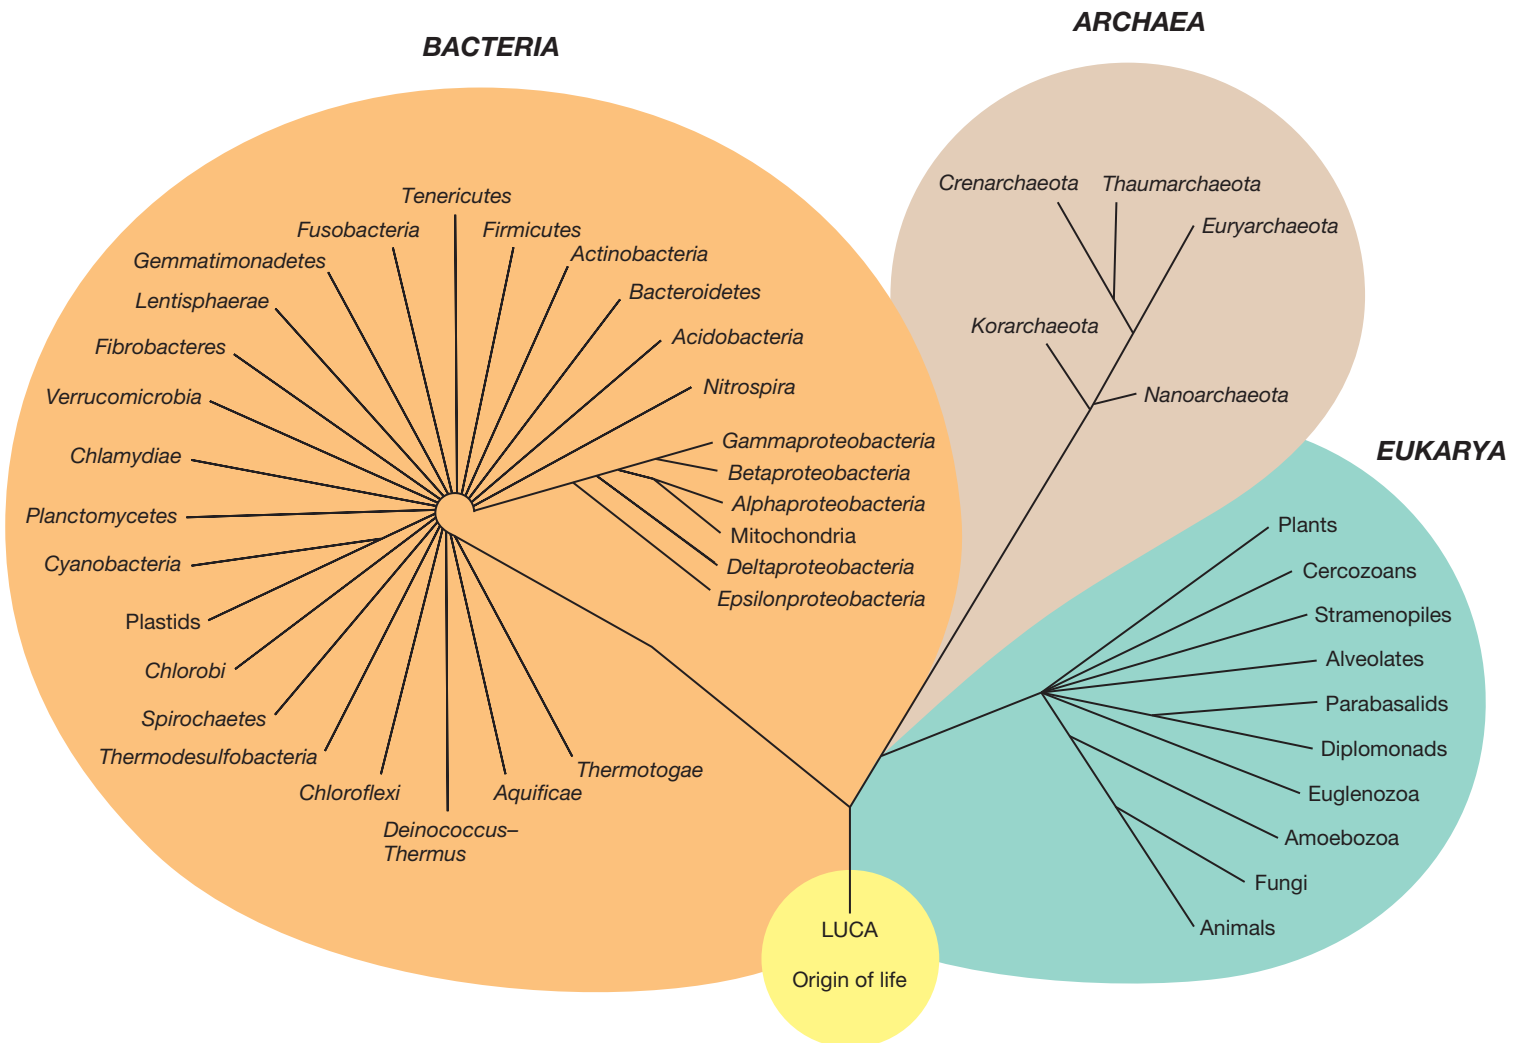 BACTERIA
Tenericutes
Fusobacteria
Firmicutes
Gemmatimonadetes
Actinobacteria
Lentisphaerae
Bacteroidetes
Fibrobacteres
Acidobacteria
Verrucomicrobia
Nitrospira
Chlamydiae
Gammaproteobacteria
Betaproteobacteria
Planctomycetes
Alphaproteobacteria
Mitochondria
Cyanobacteria
Deltaproteobacteria
Epsilonproteobacteria
Plastids
Chlorobi
Spirochaetes
Thermodesulfobacteria
Thermotogae
Chloroflexi
Aquificae
Deinococcus–
Thermus
ARCHAEA
Crenarchaeota
Thaumarchaeota
Euryarchaeota
Korarchaeota
Nanoarchaeota
EUKARYA
Plants
Cercozoans
Stramenopiles
Alveolates
Parabasalids
Diplomonads
Euglenozoa
Amoebozoa
Fungi
Animals
LUCA
Origin of life